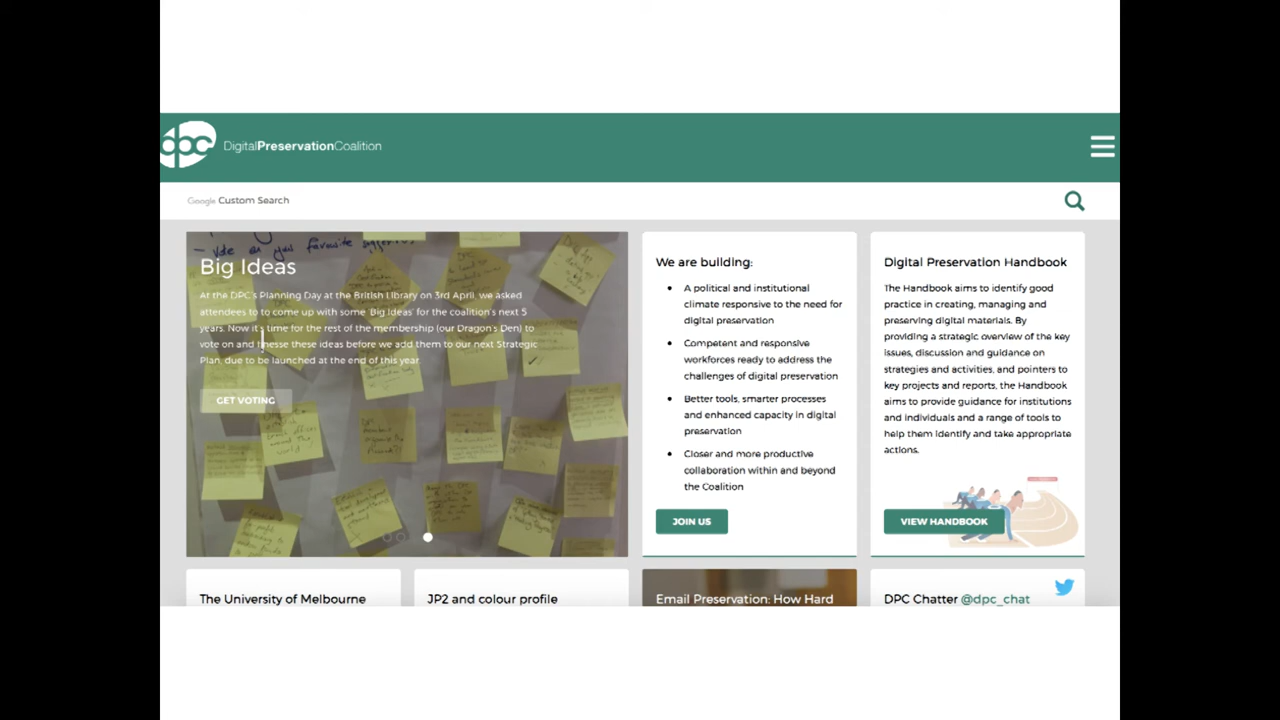 dpc
DigitalPreservationCoalition
Google Custom Search
- vote on your favourite
Big Ideas
At the DPC's Planning Day at the British Library on 3rd April, we asked
attendees to to come up with some 'Big Ideas' for the coalition's next 5
years. Now it's time for the rest of the membership (our Dragon's Den) to
vote on and finesse these ideas before we add them to our next Strategic
Plan, due to be launched at the end of this year.
GET VOTING
We are building:
A political and institutional
climate responsive to the need for
digital preservation
Competent and responsive
workforces ready to address the
challenges of digital preservation
Better tools, smarter processes
and enhanced capacity in digital
preservation
Closer and more productive
collaboration within and beyond
the Coalition
JOIN US
Digital Preservation Handbook
The Handbook aims to identify good
practice in creating, managing and
preserving digital materials. By
providing a strategic overview of the key
issues, discussion and guidance on
strategies and activities, and pointers to
key projects and reports, the Handbook
aims to provide guidance for institutions
and individuals and a range of tools to
help them identify and take appropriate
actions.
VIEW HANDBOOK
The University of Melbourne
JP2 and colour profile
Email Preservation: How Hard
DPC Chatter @dpc_chat